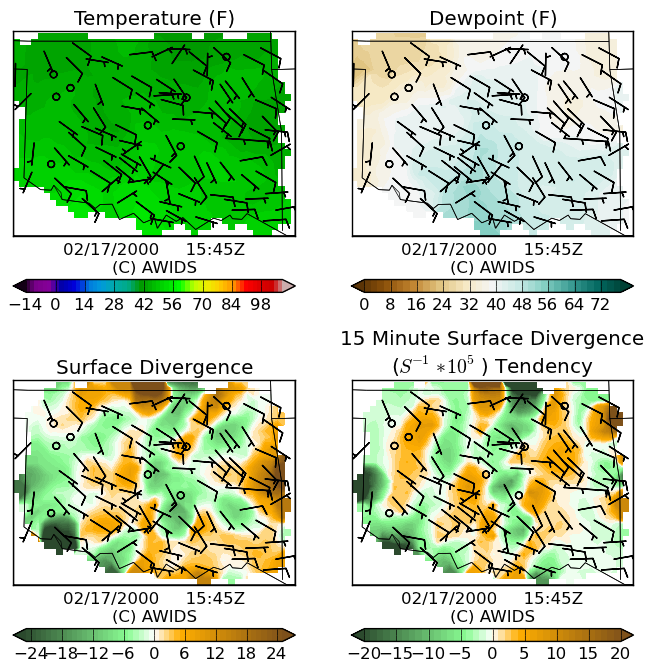 Temperature (F)
Dewpoint (F)
02/17/2000 15:45Z
(C) AWIDS
02/17/2000 15:45Z
(C) AWIDS
−14 0 14 28 42 56 70 84 98
0 8 16 24 32 40 48 56 64 72
15 Minute Surface Divergence
Surface Divergence
(S⁻¹ *10⁵ ) Tendency
02/17/2000 15:45Z
(C) AWIDS
02/17/2000 15:45Z
(C) AWIDS
−24 −18 −12 −6 0 6 12 18 24
−20 −15 −10 −5 0 5 10 15 20